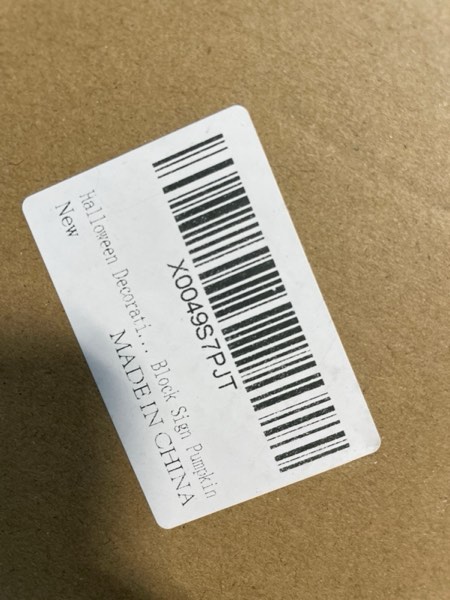 X0049S7PJT
Halloween Decorati... Block Sign Pumpkin
New
MADE IN CHINA